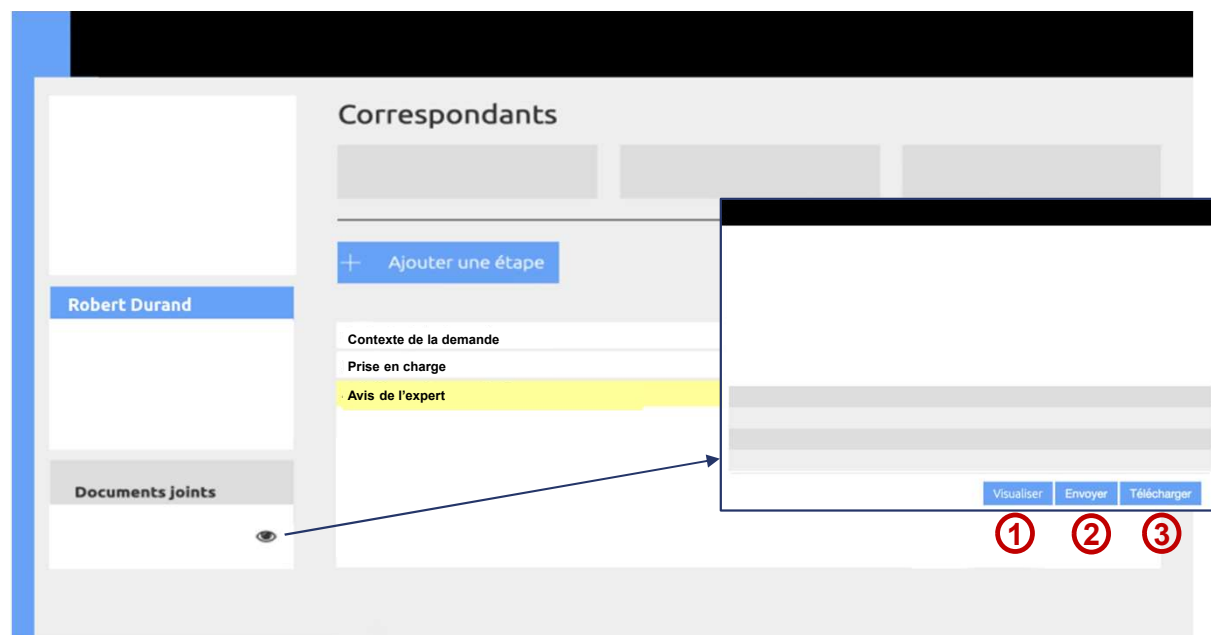 Correspondants
+ Ajouter une étape
Robert Durand
Contexte de la demande
Prise en charge
Avis de l'expert
Documents joints
Visualiser Envoyer Télécharger
1 2 3